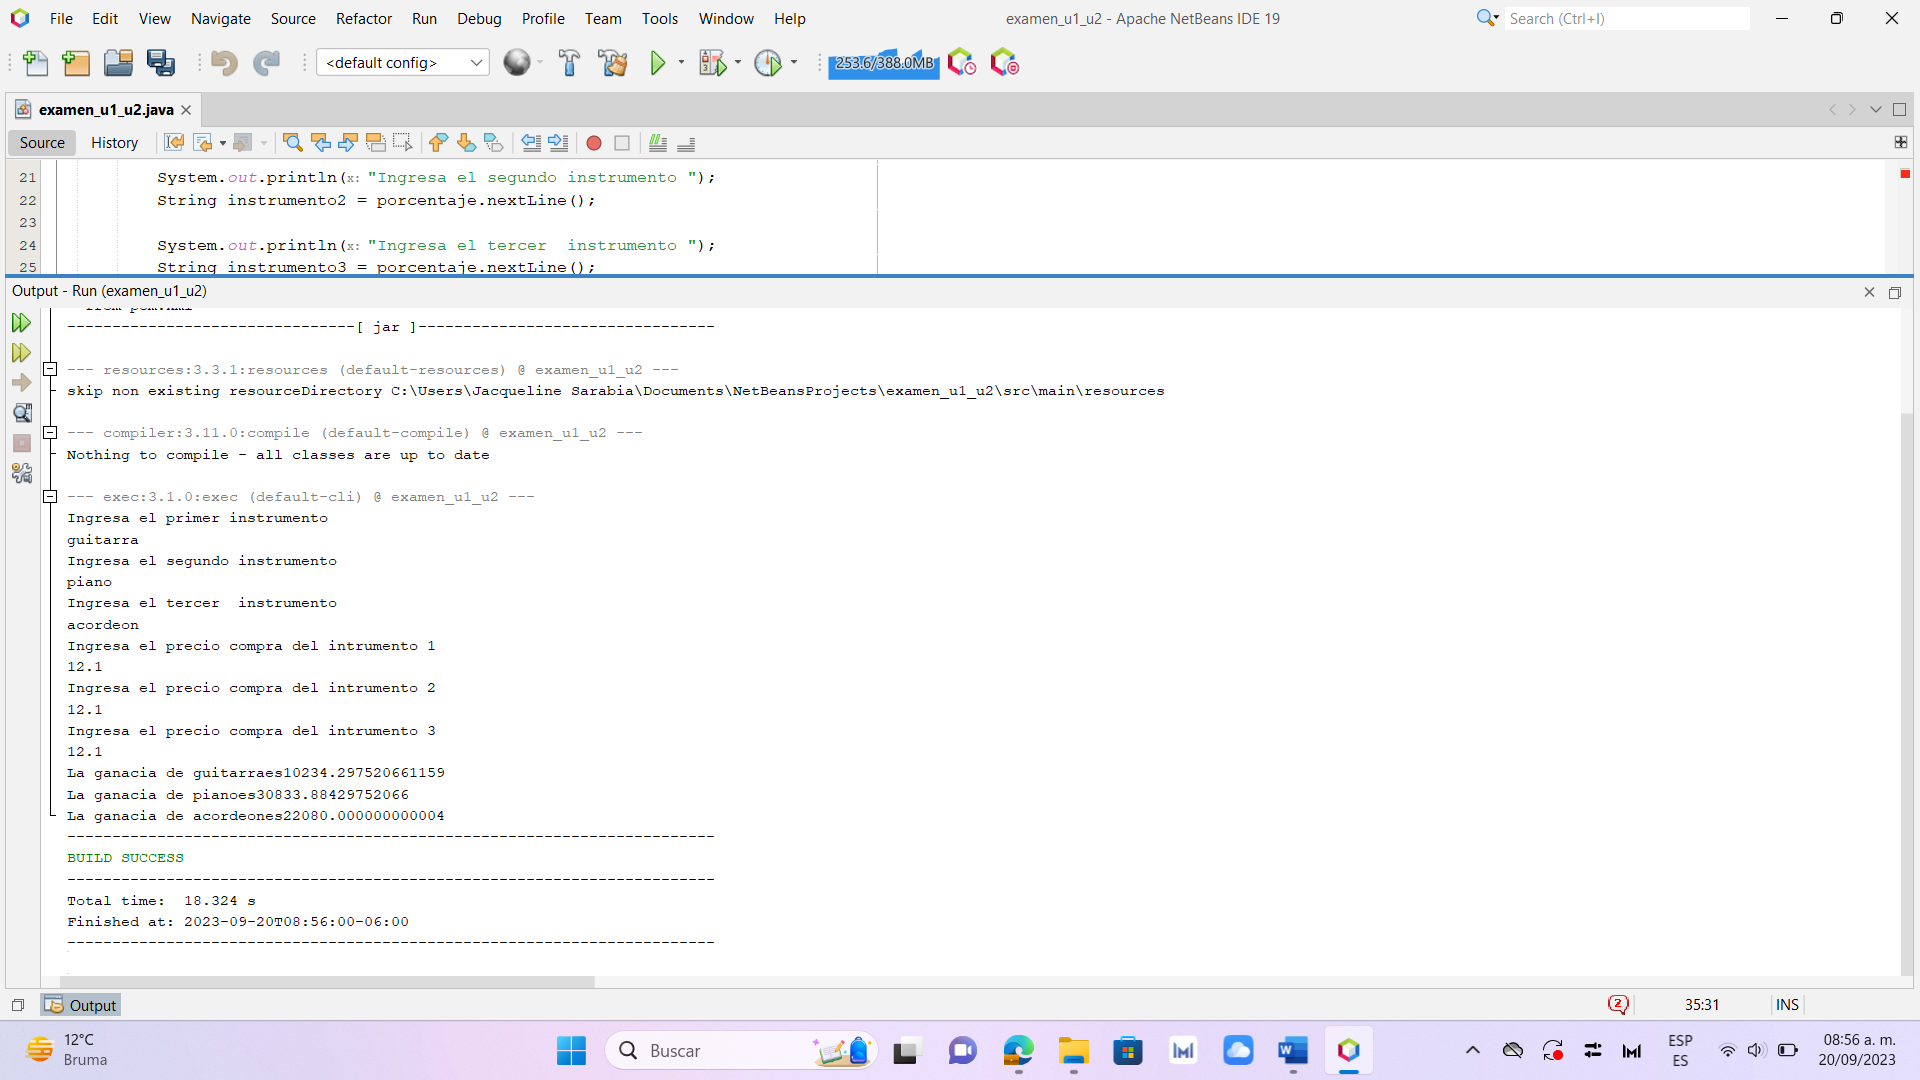 File Edit View Navigate Source Refactor Run Debug Profile Team Tools Window Help examen_u1_u2 - Apache NetBeans IDE 19 Search (Ctrl+I)
<default config> 253.6/388.0MB
examen_u1_u2.java
Source History
21 System.out.println(x: "Ingresa el segundo instrumento ");
22 String instrumento2 = porcentaje.nextLine();
23
24 System.out.println(x: "Ingresa el tercer  instrumento ");
25 String instrumento3 = porcentaje.nextLine();
Output - Run (examen_u1_u2)
--------------------------------[ jar ]---------------------------------
--- resources:3.3.1:resources (default-resources) @ examen_u1_u2 ---
skip non existing resourceDirectory C:\Users\Jacqueline Sarabia\Documents\NetBeansProjects\examen_u1_u2\src\main\resources
--- compiler:3.11.0:compile (default-compile) @ examen_u1_u2 ---
Nothing to compile - all classes are up to date
--- exec:3.1.0:exec (default-cli) @ examen_u1_u2 ---
Ingresa el primer instrumento
guitarra
Ingresa el segundo instrumento
piano
Ingresa el tercer  instrumento
acordeon
Ingresa el precio compra del intrumento 1
12.1
Ingresa el precio compra del intrumento 2
12.1
Ingresa el precio compra del intrumento 3
12.1
La ganacia de guitarraes10234.297520661159
La ganacia de pianoes30833.88429752066
La ganacia de acordeones22080.000000000004
------------------------------------------------------------------------
BUILD SUCCESS
------------------------------------------------------------------------
Total time:  18.324 s
Finished at: 2023-09-20T08:56:00-06:00
------------------------------------------------------------------------
Output 2 35:31 INS
12°C
Bruma
Buscar
ESP
ES
08:56 a. m.
20/09/2023